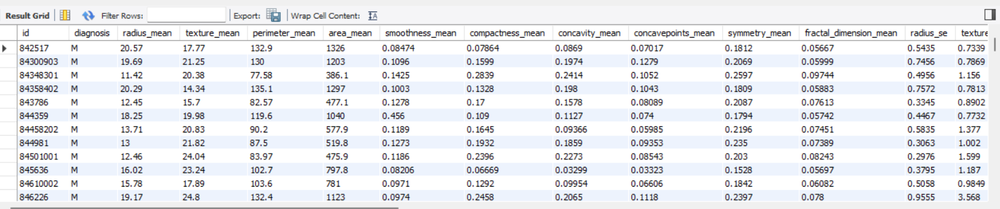 Result Grid Filter Rows: Export: Wrap Cell Content:
id diagnosis radius_mean texture_mean perimeter_mean area_mean smoothness_mean compactness_mean concavity_mean concavepoints_mean symmetry_mean fractal_dimension_mean radius_se texture
842517 M 20.57 17.77 132.9 1326 0.08474 0.07864 0.0869 0.07017 0.1812 0.05667 0.5435 0.7339
84300903 M 19.69 21.25 130 1203 0.1096 0.1599 0.1974 0.1279 0.2069 0.05999 0.7456 0.7869
84348301 M 11.42 20.38 77.58 386.1 0.1425 0.2839 0.2414 0.1052 0.2597 0.09744 0.4956 1.156
84358402 M 20.29 14.34 135.1 1297 0.1003 0.1328 0.198 0.1043 0.1809 0.05883 0.7572 0.7813
843786 M 12.45 15.7 82.57 477.1 0.1278 0.17 0.1578 0.08089 0.2087 0.07613 0.3345 0.8902
844359 M 18.25 19.98 119.6 1040 0.456 0.109 0.1127 0.074 0.1794 0.05742 0.4467 0.7732
84458202 M 13.71 20.83 90.2 577.9 0.1189 0.1645 0.09366 0.05985 0.2196 0.07451 0.5835 1.377
844981 M 13 21.82 87.5 519.8 0.1273 0.1932 0.1859 0.09353 0.235 0.07389 0.3063 1.002
84501001 M 12.46 24.04 83.97 475.9 0.1186 0.2396 0.2273 0.08543 0.203 0.08243 0.2976 1.599
845636 M 16.02 23.24 102.7 797.8 0.08206 0.06669 0.03299 0.03323 0.1528 0.05697 0.3795 1.187
84610002 M 15.78 17.89 103.6 781 0.0971 0.1292 0.09954 0.06606 0.1842 0.06082 0.5058 0.9849
846226 M 19.17 24.8 132.4 1123 0.0974 0.2458 0.2065 0.1118 0.2397 0.078 0.9555 3.568